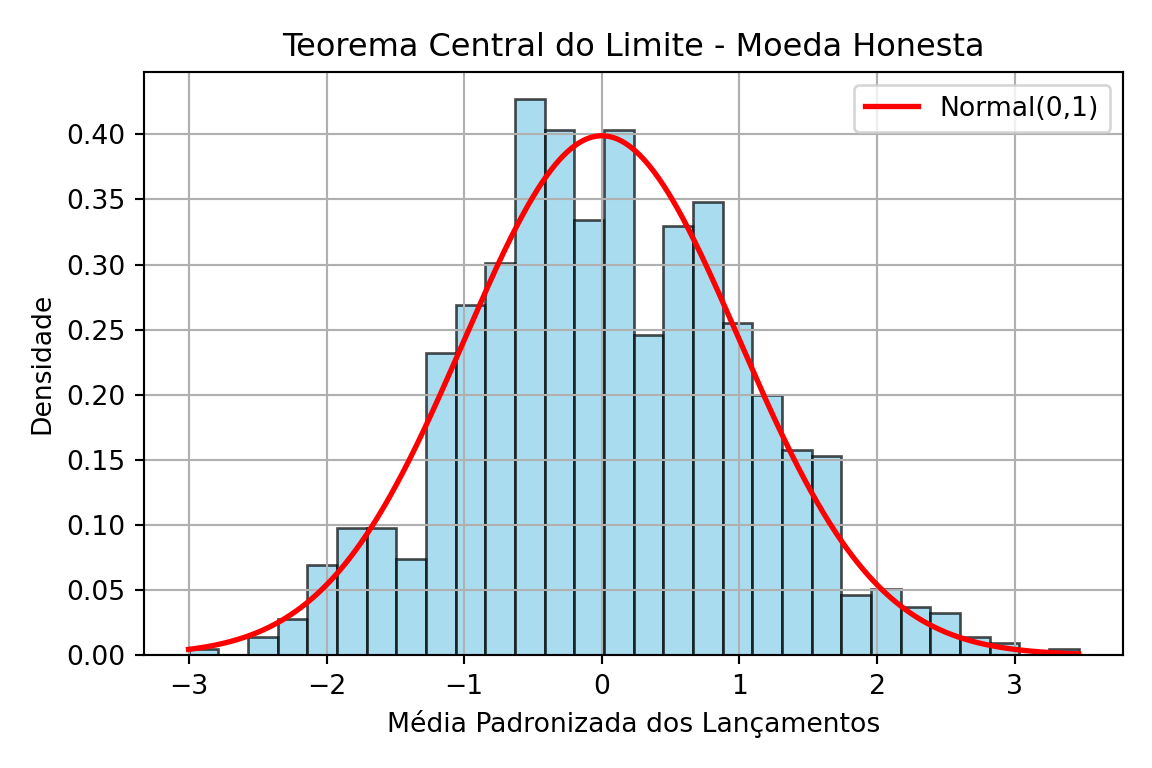 Teorema Central do Limite - Moeda Honesta
Normal(0,1)
Densidade
0.40
0.35
0.30
0.25
0.20
0.15
0.10
0.05
0.00
−3 −2 −1 0 1 2 3
Média Padronizada dos Lançamentos